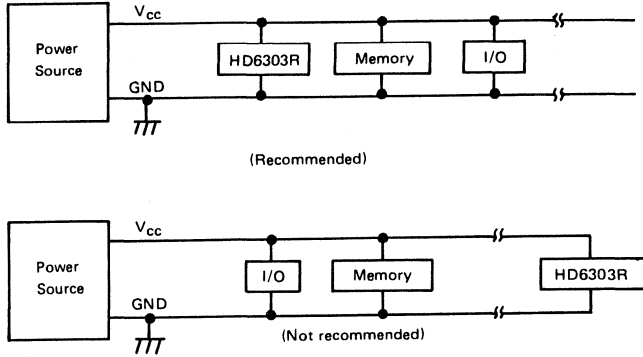 Vcc
Power
Source
HD6303R
Memory
I/O
GND
(Recommended)
Vcc
Power
Source
I/O
Memory
HD6303R
GND
(Not recommended)